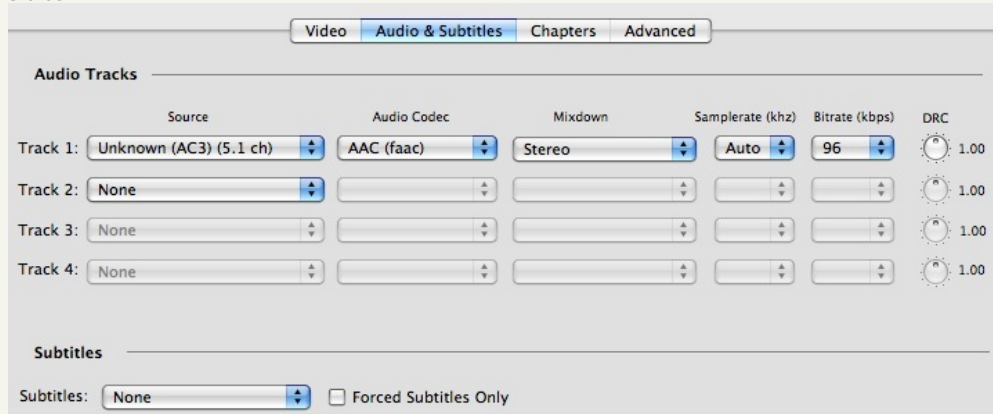 Video Audio & Subtitles Chapters Advanced
Audio Tracks
Source Audio Codec Mixdown Samplerate (khz) Bitrate (kbps) DRC
Track 1: Unknown (AC3) (5.1 ch) AAC (faac) Stereo Auto 96 1.00
Track 2: None 1.00
Track 3: None 1.00
Track 4: None 1.00
Subtitles
Subtitles: None Forced Subtitles Only